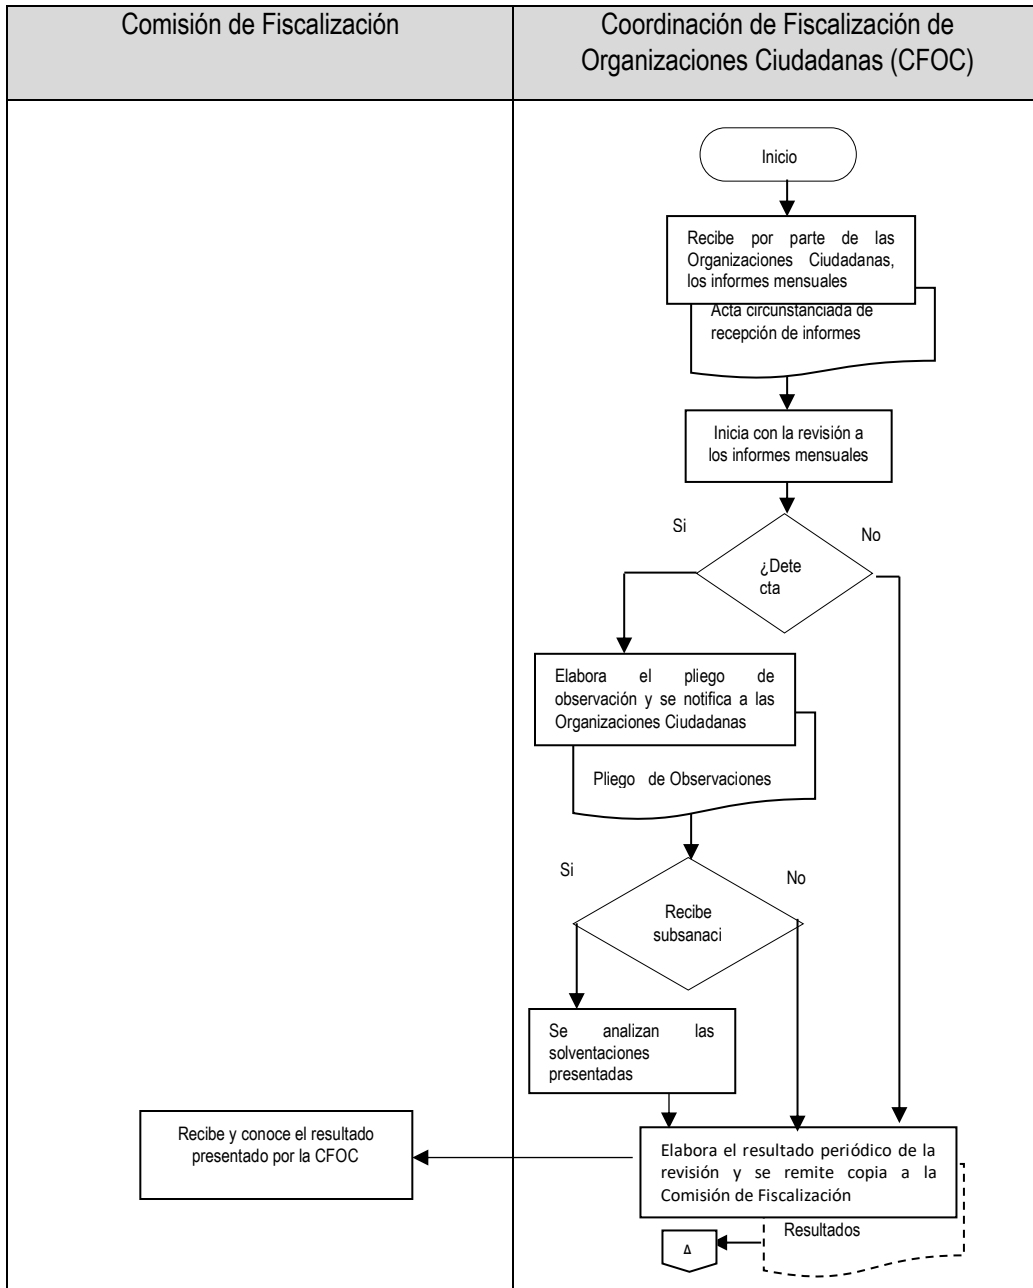 Comisión de Fiscalización
Coordinación de Fiscalización de
Organizaciones Ciudadanas (CFOC)
Inicio
Recibe por parte de las
Organizaciones Ciudadanas,
los informes mensuales
Acta circunstanciada de
recepción de informes
Inicia con la revisión a
los informes mensuales
Si
No
¿Dete
cta
Elabora el pliego de
observación y se notifica a las
Organizaciones Ciudadanas
Pliego de Observaciones
Si
No
Recibe
subsanaci
Se analizan las
solventaciones
presentadas
Recibe y conoce el resultado
presentado por la CFOC
Elabora el resultado periódico de la
revisión y se remite copia a la
Comisión de Fiscalización
Resultados
A